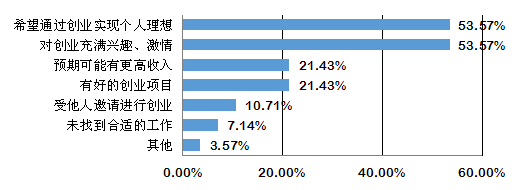 希望通过创业实现个人理想 53.57%
对创业充满兴趣、激情 53.57%
预期可能有更高收入 21.43%
有好的创业项目 21.43%
受他人邀请进行创业 10.71%
未找到合适的工作 7.14%
其他 3.57%
0.00% 20.00% 40.00% 60.00%